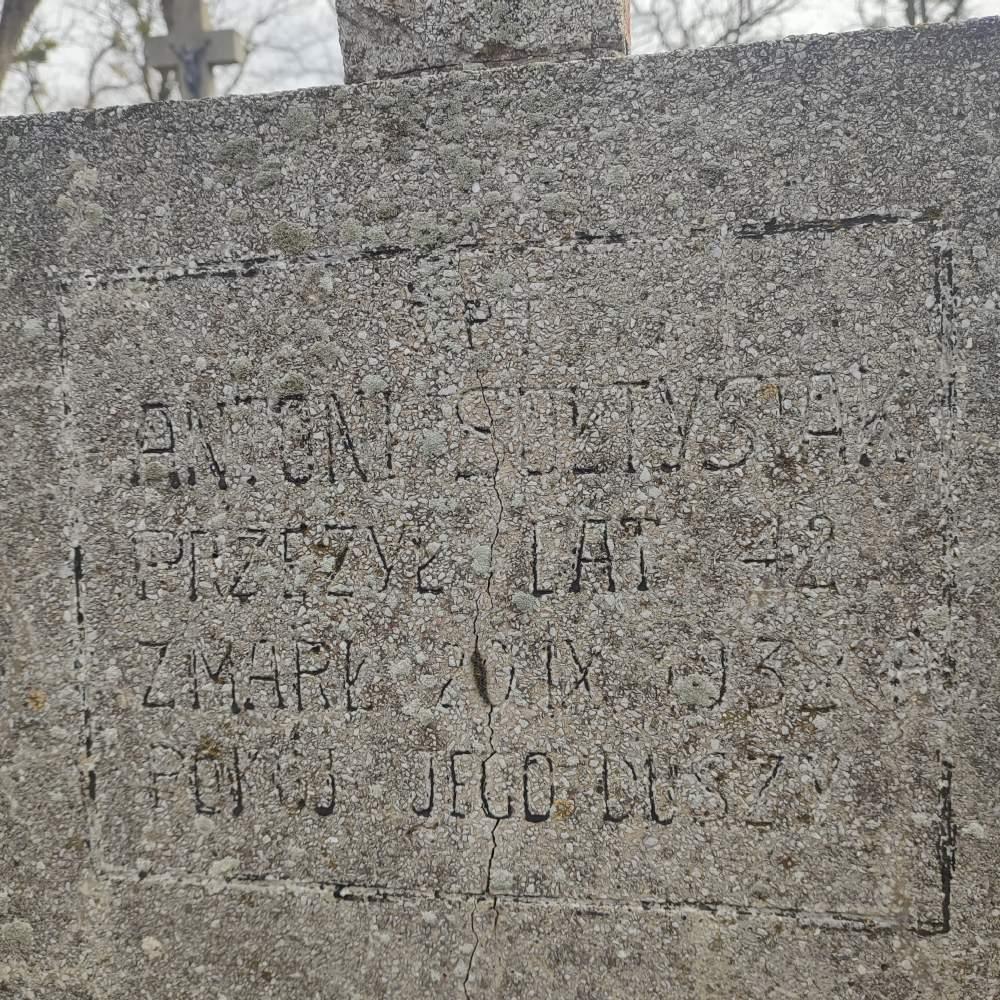 Ś P
ANTONI SOŁTYSIAK
PRZEŻYŁ LAT 42
ZMARŁ 20 IX
POKÓJ JEGO DUSZY